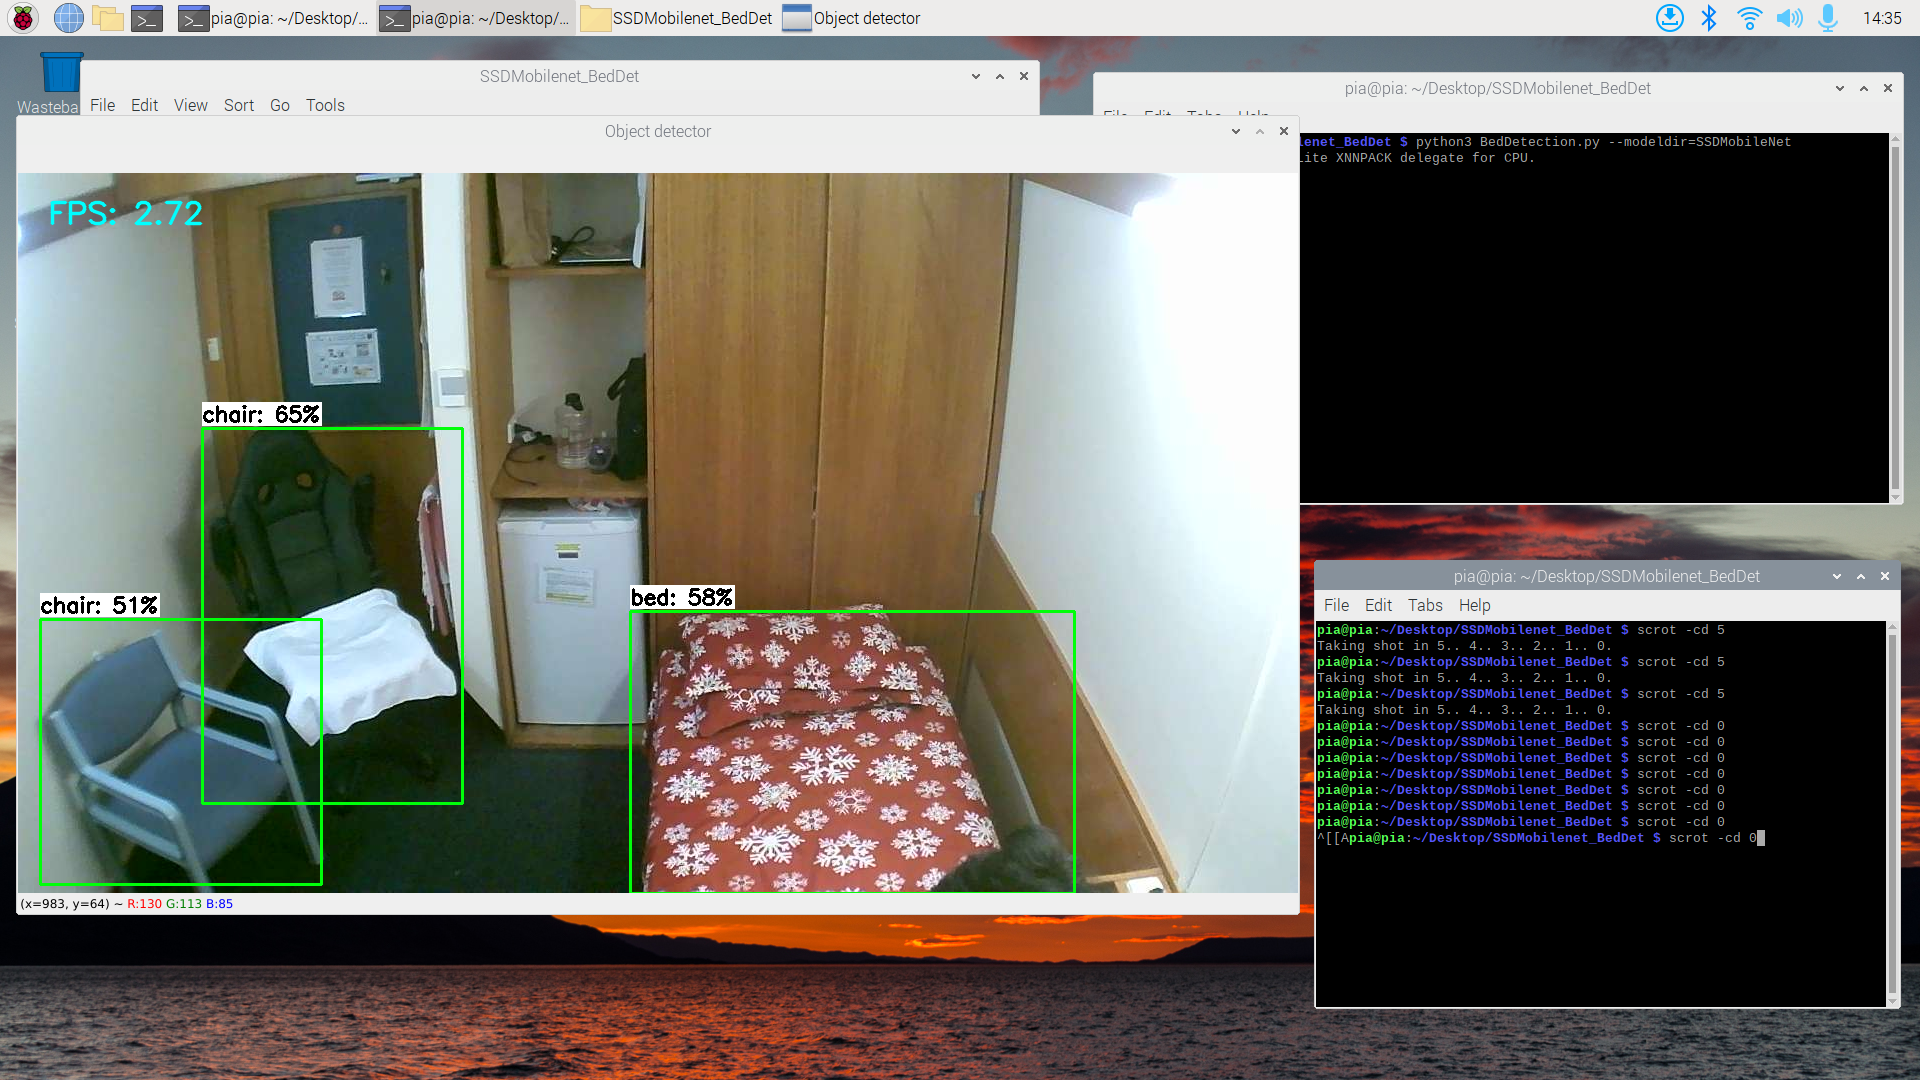 pia@pia: ~/Desktop/...
pia@pia: ~/Desktop/...
SSDMobilenet_BedDet
Object detector
14:35
Wasteba
SSDMobilenet_BedDet
File Edit View Sort Go Tools
pia@pia: ~/Desktop/SSDMobilenet_BedDet
File Edit Tabs Help
lenet_BedDet $ python3 BedDetection.py --modeldir=SSDMobileNet
ite XNNPACK delegate for CPU.
Object detector
FPS: 2.72
chair: 65%
chair: 51%
bed: 58%
(x=983, y=64) ~ R:130 G:113 B:85
pia@pia: ~/Desktop/SSDMobilenet_BedDet
File Edit Tabs Help
pia@pia:~/Desktop/SSDMobilenet_BedDet $ scrot -cd 5
Taking shot in 5.. 4.. 3.. 2.. 1.. 0.
pia@pia:~/Desktop/SSDMobilenet_BedDet $ scrot -cd 5
Taking shot in 5.. 4.. 3.. 2.. 1.. 0.
pia@pia:~/Desktop/SSDMobilenet_BedDet $ scrot -cd 5
Taking shot in 5.. 4.. 3.. 2.. 1.. 0.
pia@pia:~/Desktop/SSDMobilenet_BedDet $ scrot -cd 0
pia@pia:~/Desktop/SSDMobilenet_BedDet $ scrot -cd 0
pia@pia:~/Desktop/SSDMobilenet_BedDet $ scrot -cd 0
pia@pia:~/Desktop/SSDMobilenet_BedDet $ scrot -cd 0
pia@pia:~/Desktop/SSDMobilenet_BedDet $ scrot -cd 0
pia@pia:~/Desktop/SSDMobilenet_BedDet $ scrot -cd 0
pia@pia:~/Desktop/SSDMobilenet_BedDet $ scrot -cd 0
^[[Apia@pia:~/Desktop/SSDMobilenet_BedDet $ scrot -cd 0